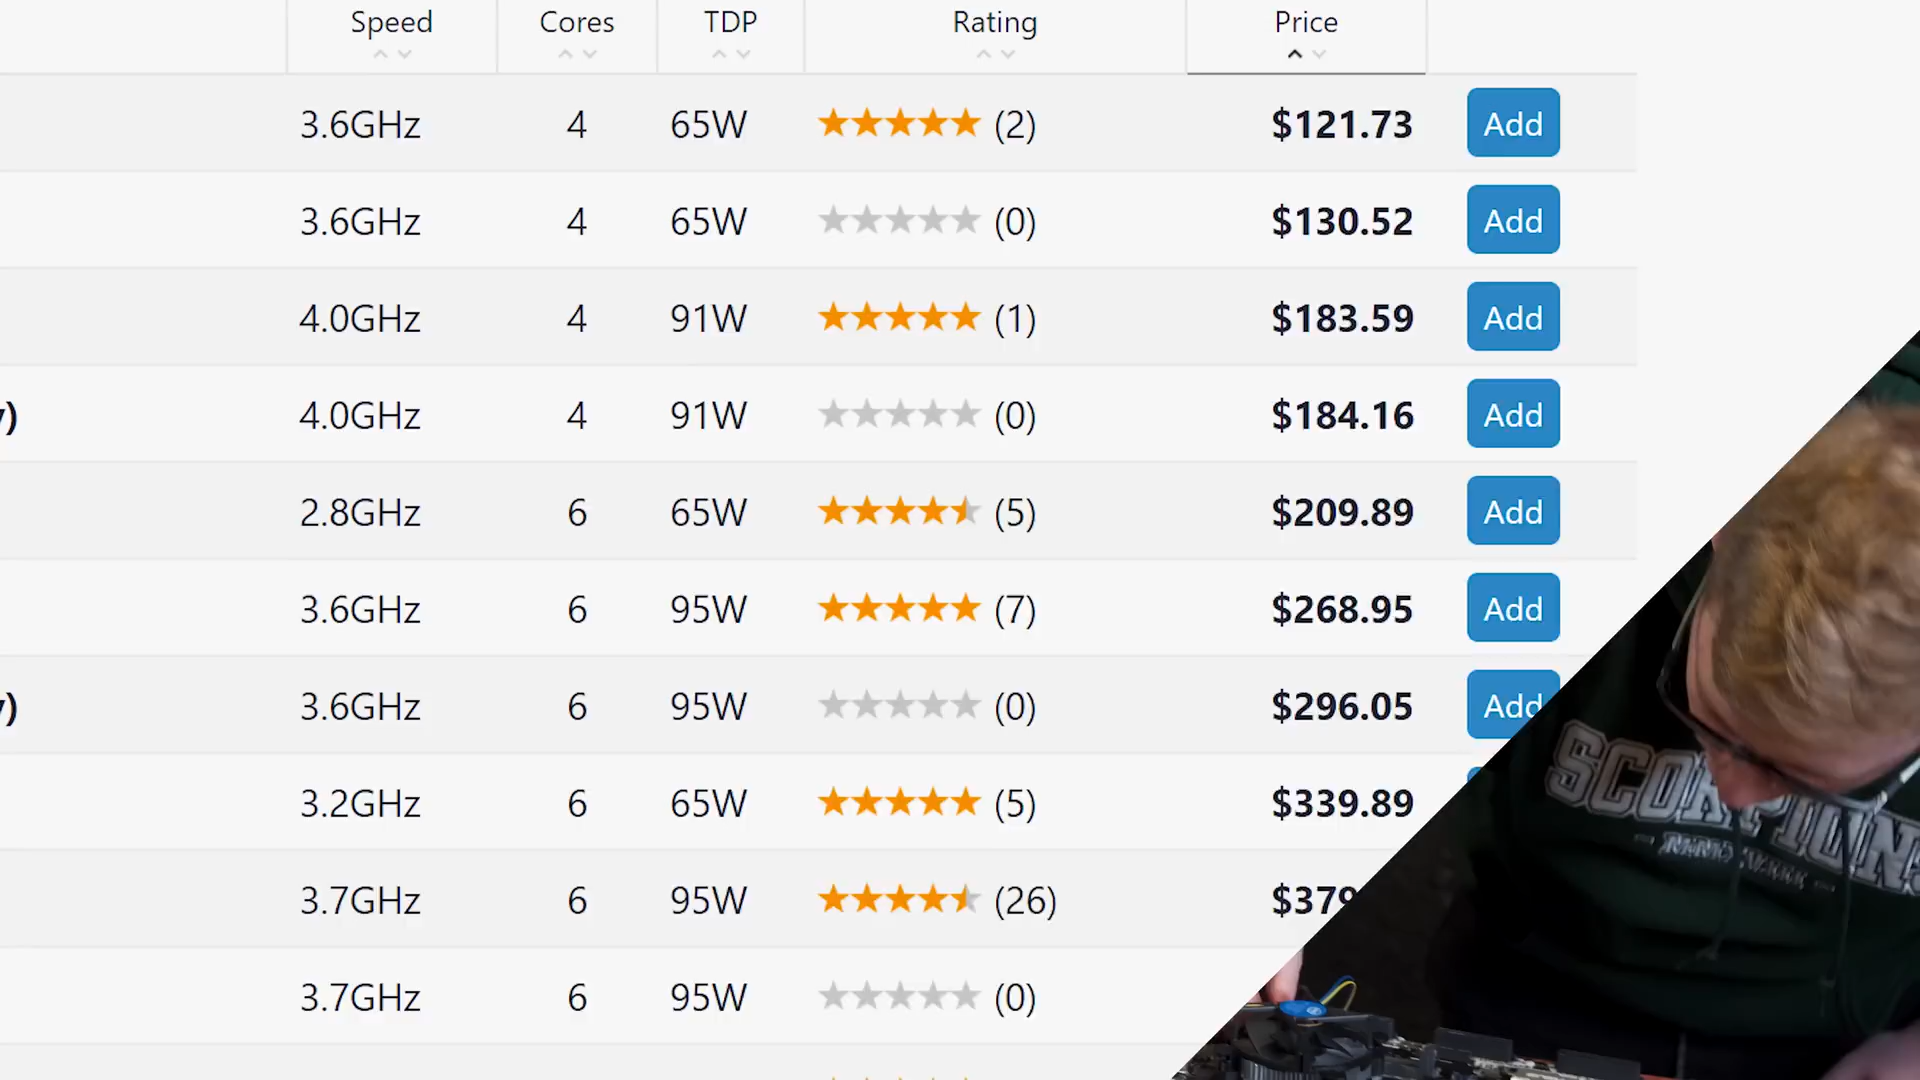 Speed Cores TDP Rating Price
3.6GHz 4 65W (2) $121.73 Add
3.6GHz 4 65W (0) $130.52 Add
4.0GHz 4 91W (1) $183.59 Add
y) 4.0GHz 4 91W (0) $184.16 Add
2.8GHz 6 65W (5) $209.89 Add
3.6GHz 6 95W (7) $268.95 Add
y) 3.6GHz 6 95W (0) $296.05 Add
3.2GHz 6 65W (5) $339.89
3.7GHz 6 95W (26) $379
3.7GHz 6 95W (0)
SCORPIONS